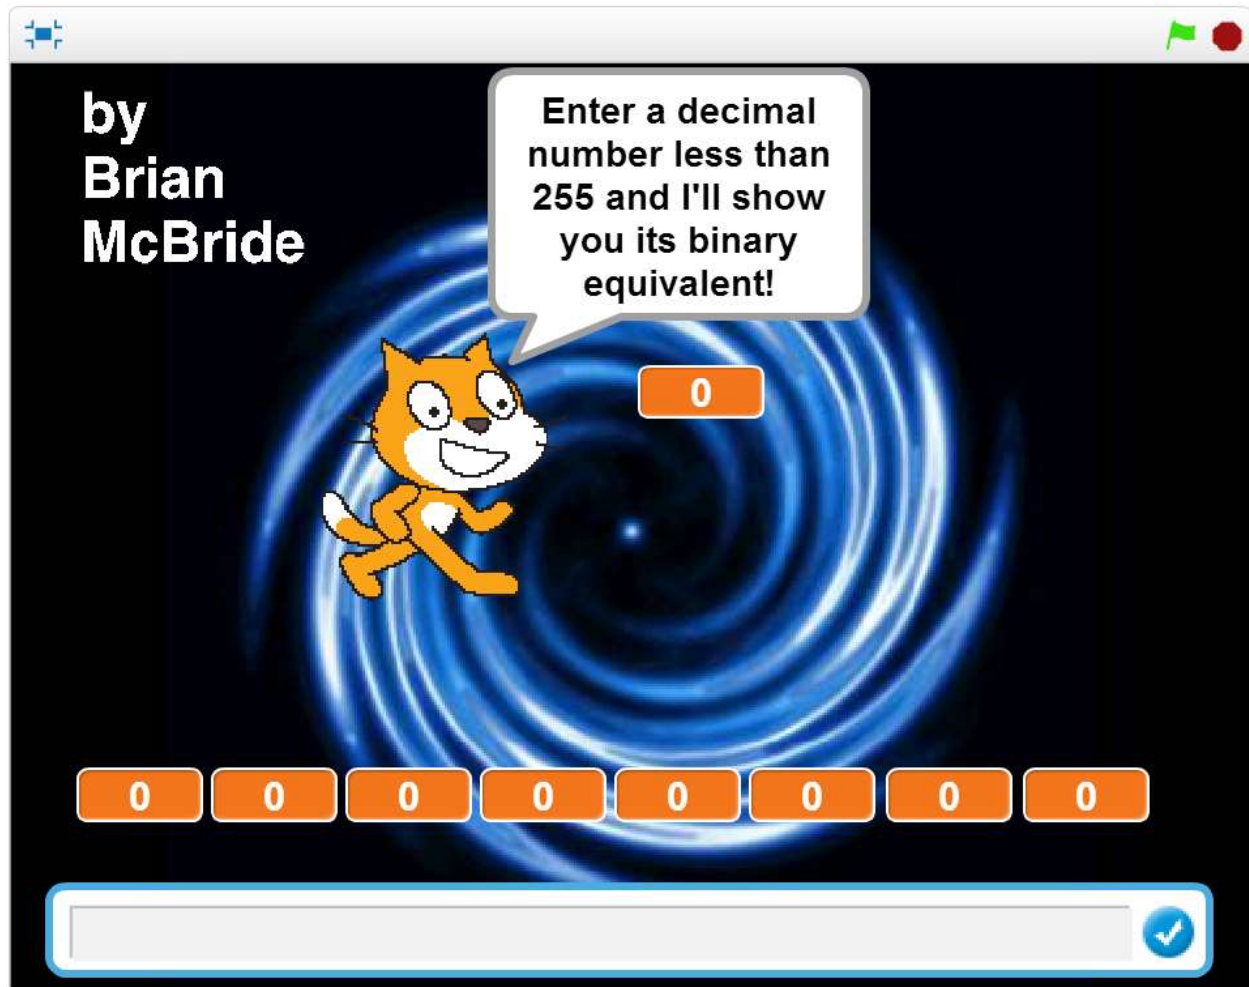 by
Brian
McBride
Enter a decimal
number less than
255 and I'll show
you its binary
equivalent!
0
0 0 0 0 0 0 0 0